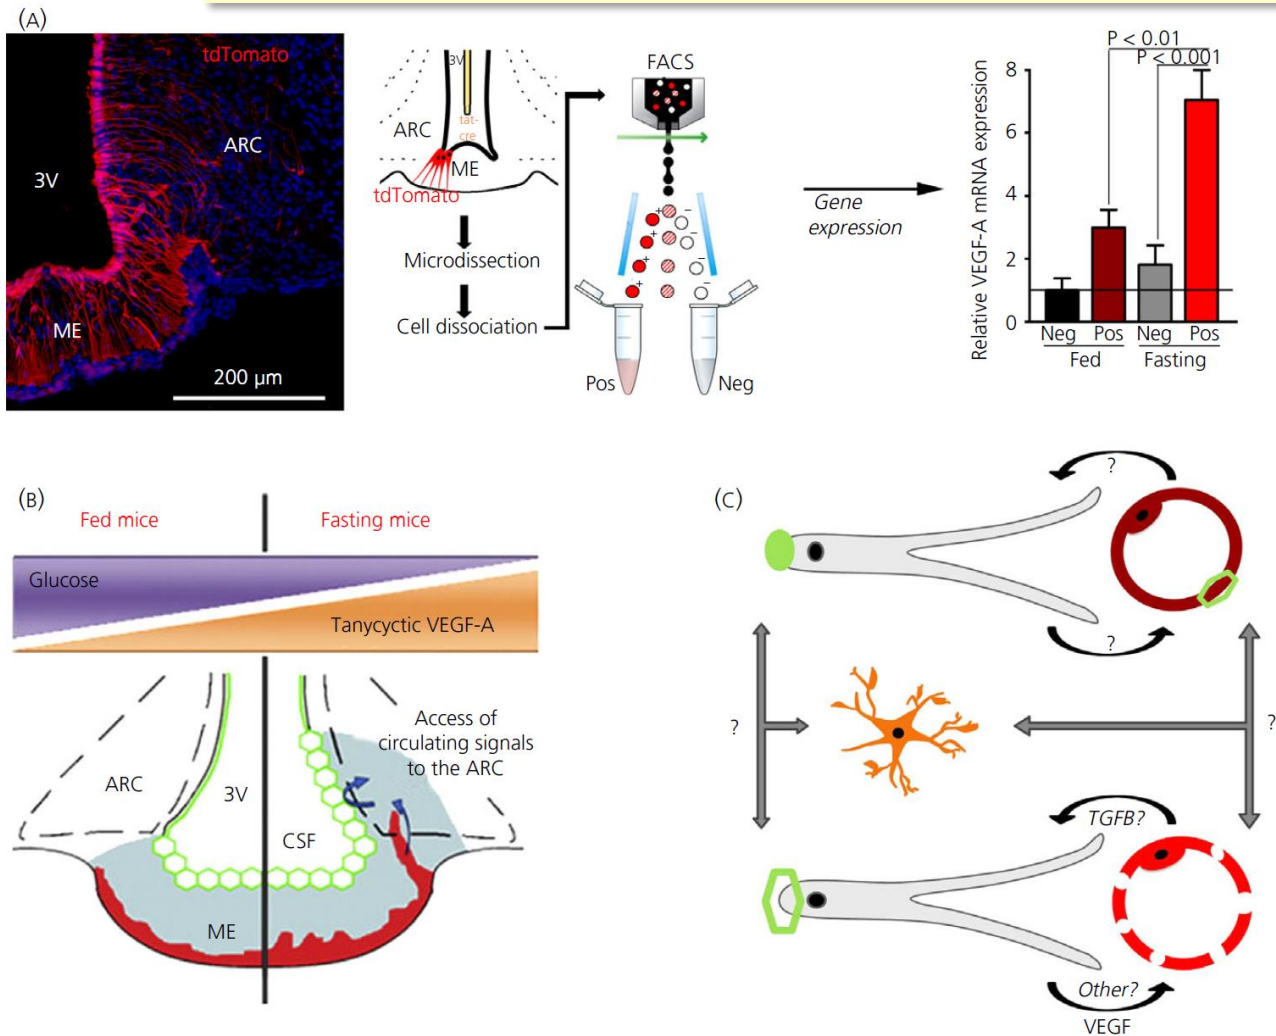 (A)
tdTomato
ARC
3V
ME
200 μm
3V
tat-
cre
ARC
ME
tdTomato
Microdissection
Cell dissociation
FACS
+
−
+
−
+
−
+
−
Pos
Neg
Gene
expression
P < 0.01
P < 0.001
Relative VEGF-A mRNA expression
8
6
4
2
0
Neg Pos Neg Pos
Fed Fasting
(B)
Fed mice Fasting mice
Glucose
Tanycyctic VEGF-A
Access of
circulating signals
to the ARC
ARC
3V
CSF
ME
(C)
?
?
?
?
TGFB?
Other?
VEGF